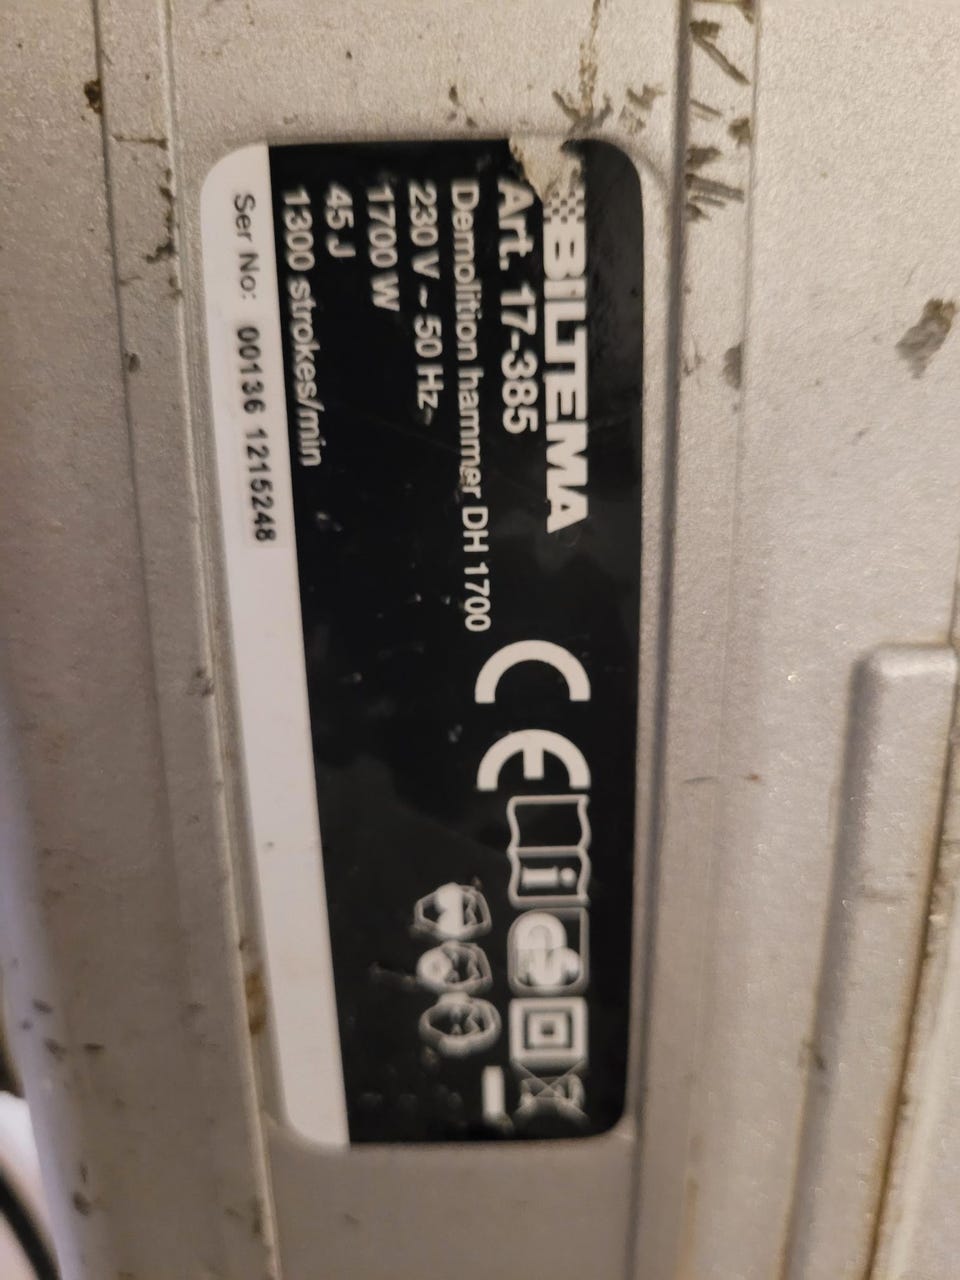 BILTEMA
Art. 17-385
Demolition hammer DH 1700
230 V ~ 50 Hz
1700 W
45 J
1300 strokes/min
Ser No: 00136 1215248
CE
i
GS